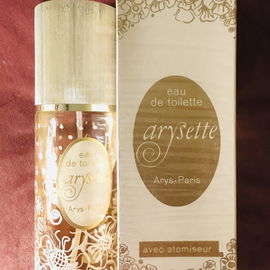 eau
de toilette
arysette
Arys-Paris
avec atomiseur
eau
de toilette
arysette
Arys-Paris